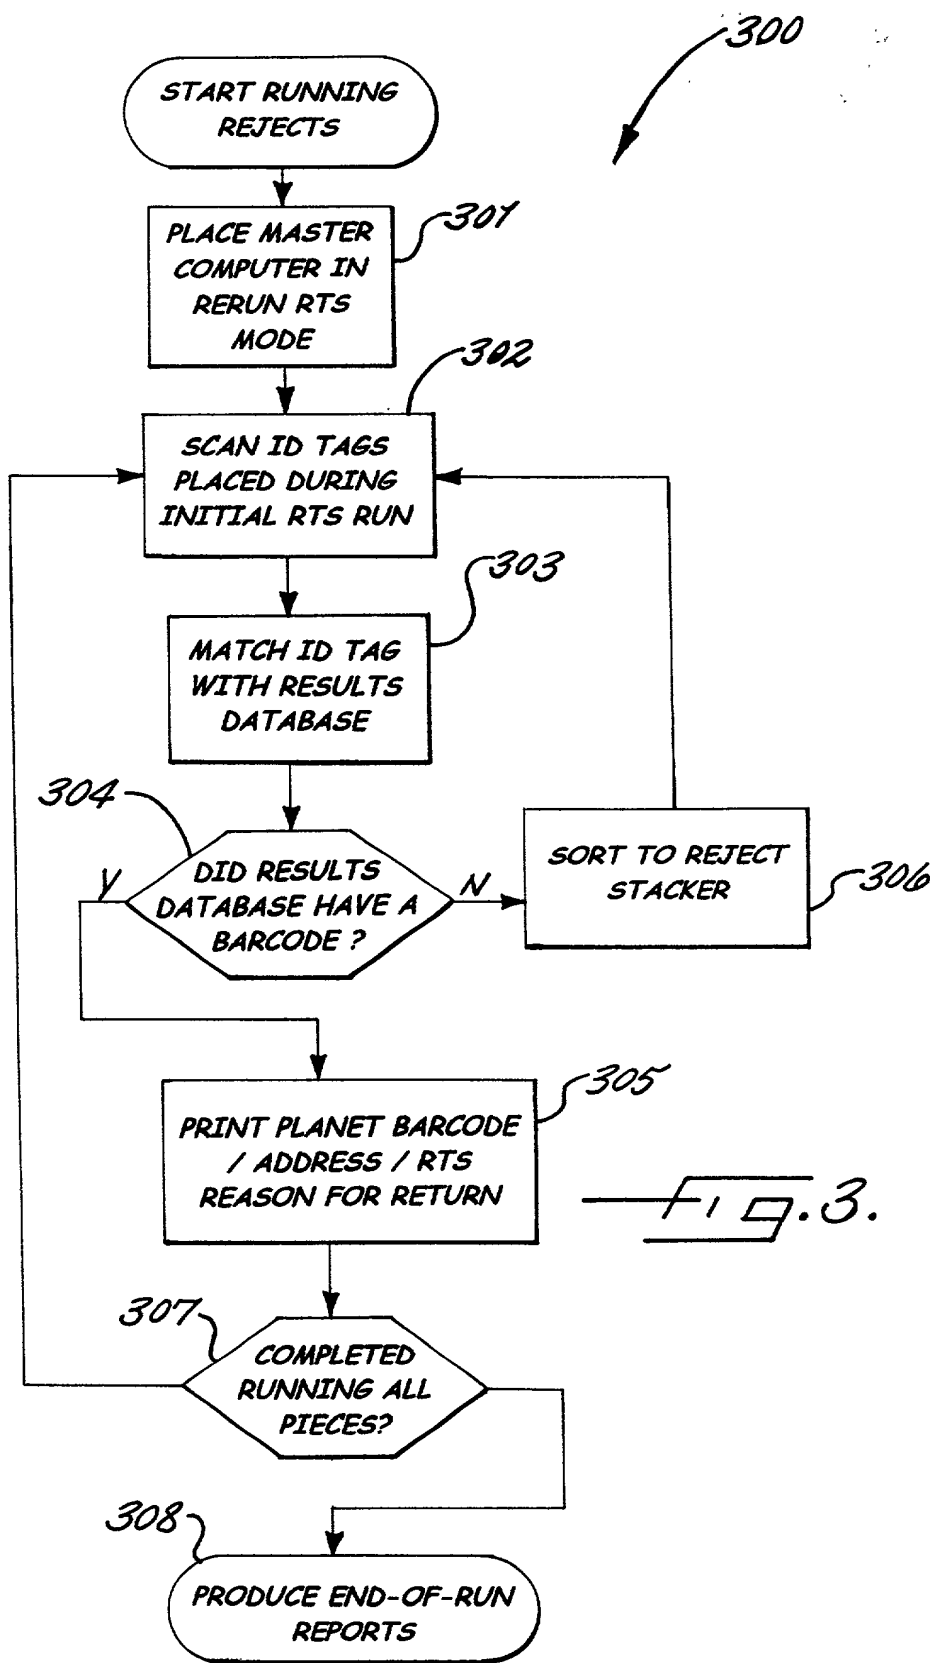 300
START RUNNING
REJECTS
301
PLACE MASTER
COMPUTER IN
RERUN RTS
MODE
302
SCAN ID TAGS
PLACED DURING
INITIAL RTS RUN
303
MATCH ID TAG
WITH RESULTS
DATABASE
304
DID RESULTS
DATABASE HAVE A
BARCODE ?
Y
N
SORT TO REJECT
STACKER
306
305
PRINT PLANET BARCODE
/ ADDRESS / RTS
REASON FOR RETURN
Fig. 3.
307
COMPLETED
RUNNING ALL
PIECES?
308
PRODUCE END-OF-RUN
REPORTS